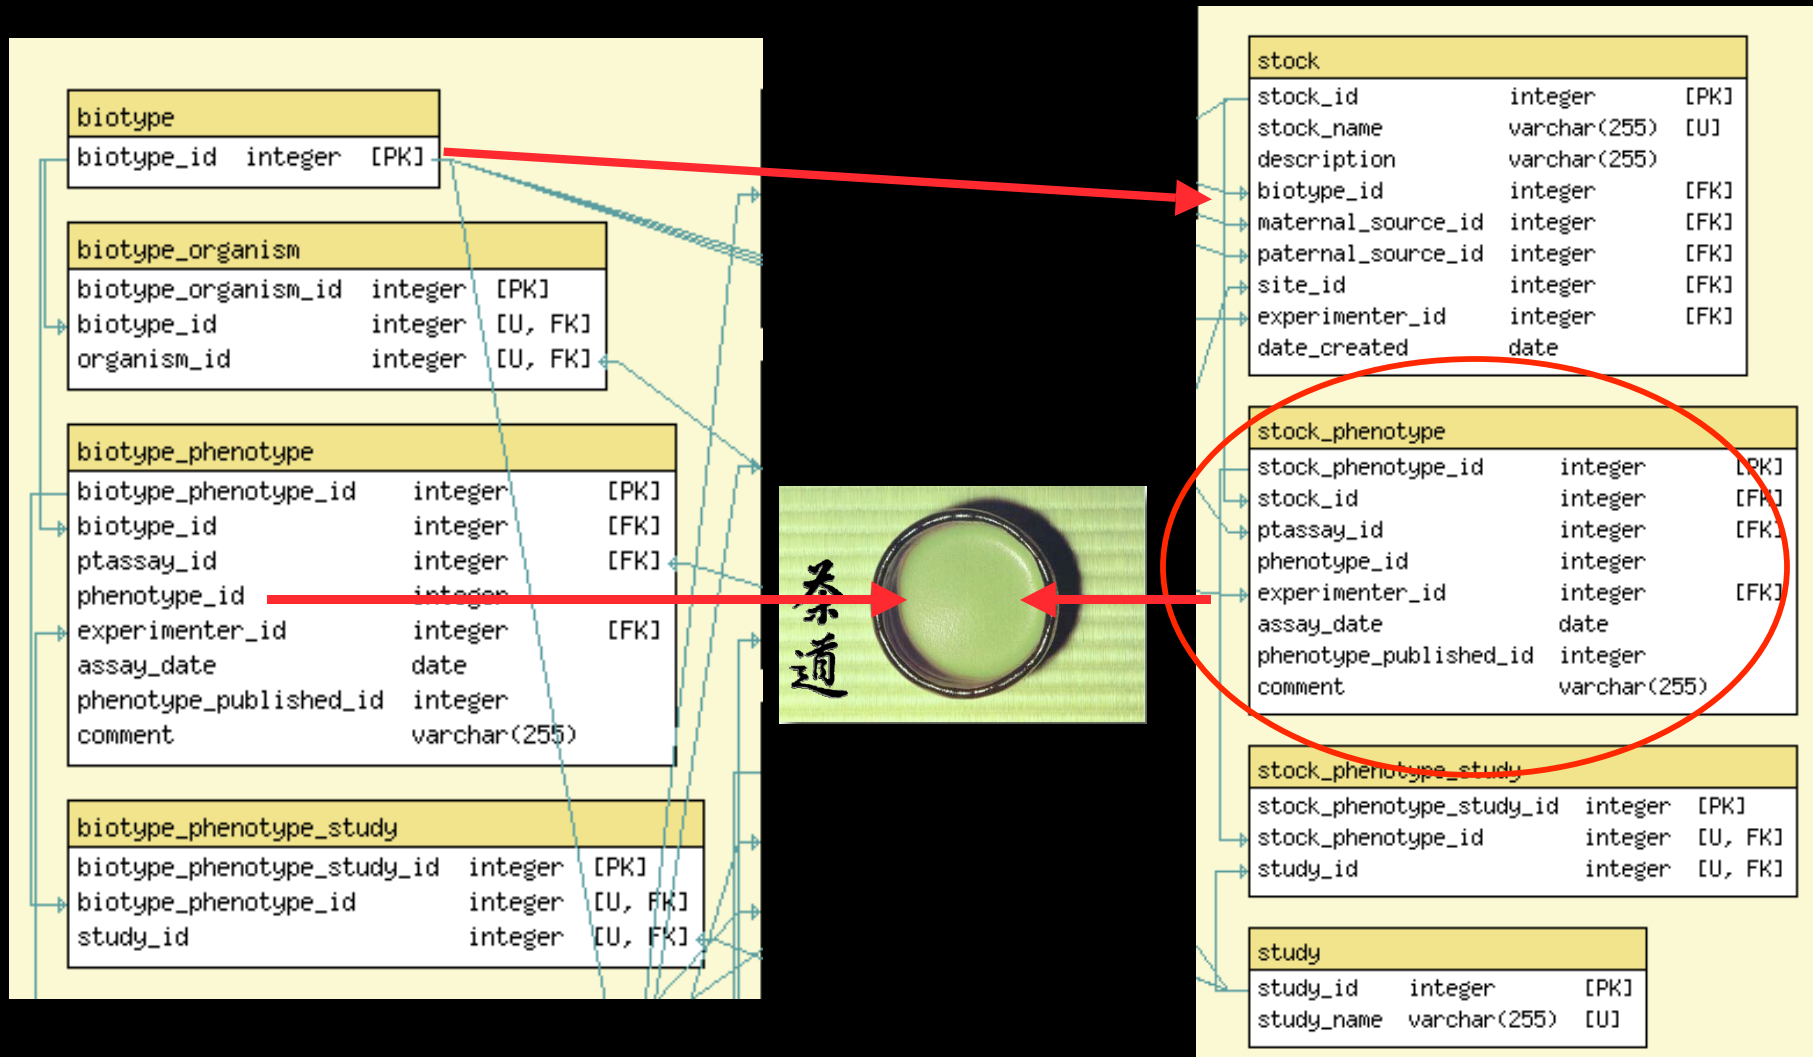 biotype
biotype_id integer [PK]
biotype_organism
biotype_organism_id integer [PK]
biotype_id integer [U, FK]
organism_id integer [U, FK]
biotype_phenotype
biotype_phenotype_id integer [PK]
biotype_id integer [FK]
ptassay_id integer [FK]
phenotype_id integer
experimenter_id integer [FK]
assay_date date
phenotype_published_id integer
comment varchar(255)
biotype_phenotype_study
biotype_phenotype_study_id integer [PK]
biotype_phenotype_id integer [U, FK]
study_id integer [U, FK]
茶
道
stock
stock_id integer [PK]
stock_name varchar(255) [U]
description varchar(255)
biotype_id integer [FK]
maternal_source_id integer [FK]
paternal_source_id integer [FK]
site_id integer [FK]
experimenter_id integer [FK]
date_created date
stock_phenotype
stock_phenotype_id integer [PK]
stock_id integer [FK]
ptassay_id integer [FK]
phenotype_id integer
experimenter_id integer [FK]
assay_date date
phenotype_published_id integer
comment varchar(255)
stock_phenotype_study
stock_phenotype_study_id integer [PK]
stock_phenotype_id integer [U, FK]
study_id integer [U, FK]
study
study_id integer [PK]
study_name varchar(255) [U]